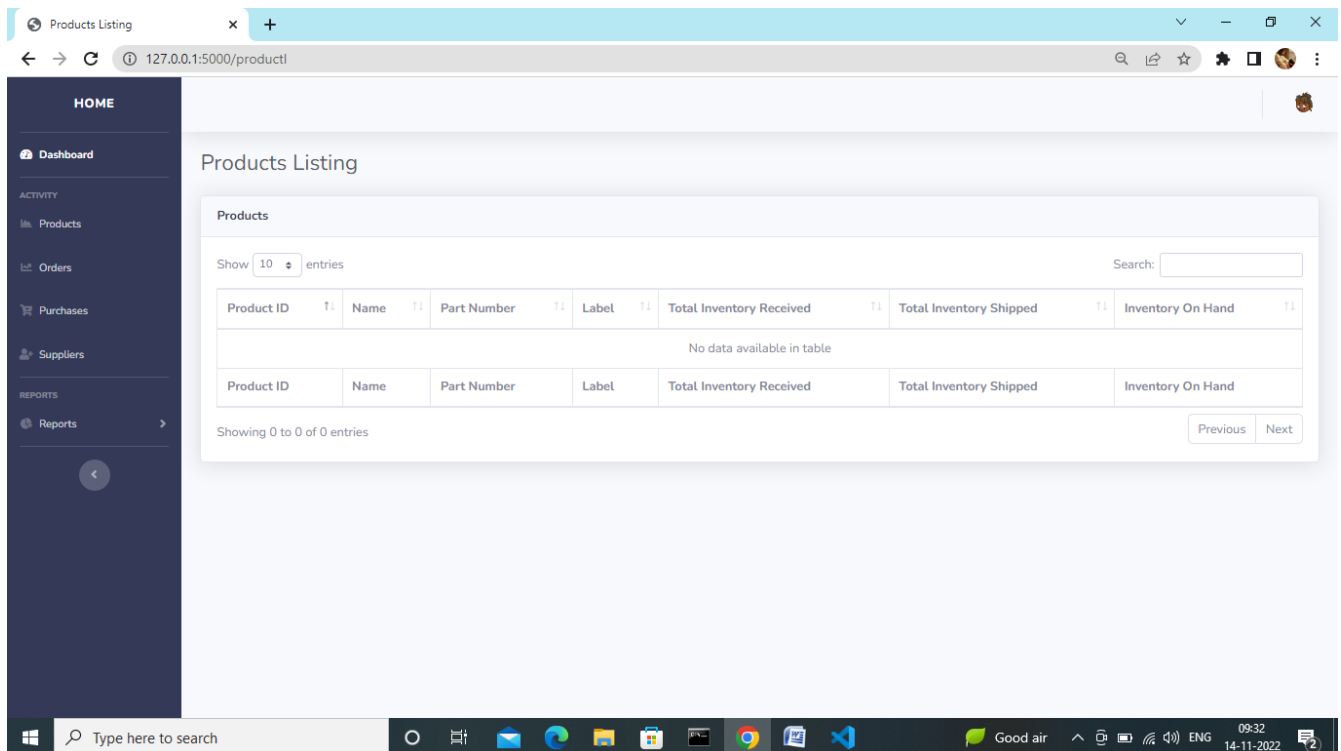 Products Listing
127.0.0.1:5000/productl
HOME
Dashboard
ACTIVITY
Products
Orders
Purchases
Suppliers
REPORTS
Reports
Products Listing
Products
Show 10 entries Search:
Product ID Name Part Number Label Total Inventory Received Total Inventory Shipped Inventory On Hand
No data available in table
Product ID Name Part Number Label Total Inventory Received Total Inventory Shipped Inventory On Hand
Showing 0 to 0 of 0 entries Previous Next
Type here to search Good air ENG 09:32
14-11-2022 2